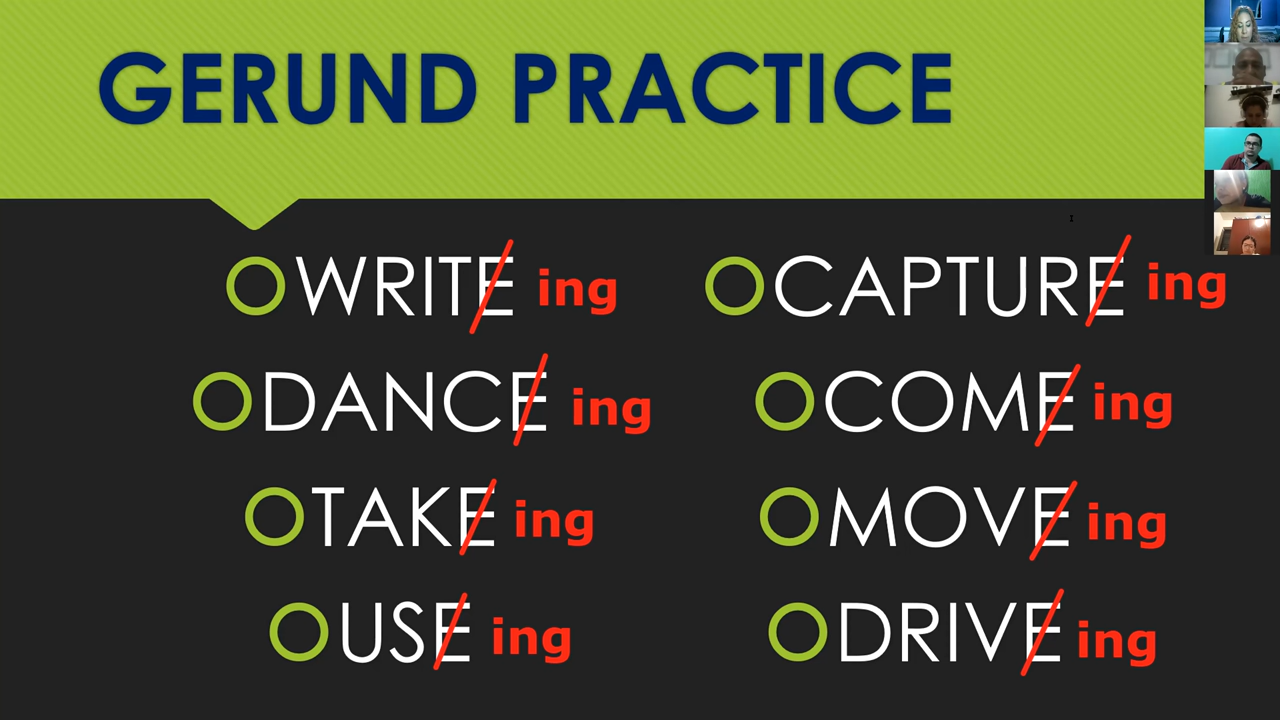 GERUND PRACTICE
WRITE ing
DANCE ing
TAKE ing
USE ing
CAPTURE ing
COME ing
MOVE ing
DRIVE ing